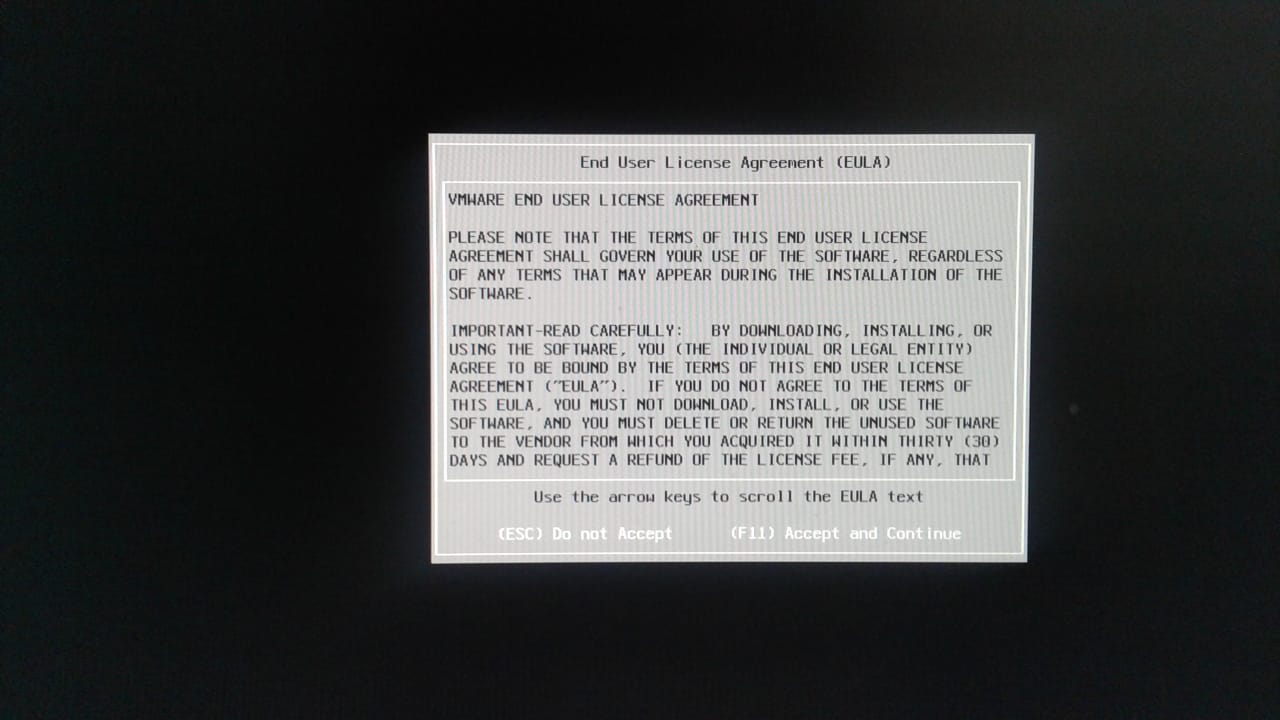 End User License Agreement (EULA)
VMWARE END USER LICENSE AGREEMENT
PLEASE NOTE THAT THE TERMS OF THIS END USER LICENSE
AGREEMENT SHALL GOVERN YOUR USE OF THE SOFTWARE, REGARDLESS
OF ANY TERMS THAT MAY APPEAR DURING THE INSTALLATION OF THE
SOFTWARE.
IMPORTANT-READ CAREFULLY:   BY DOWNLOADING, INSTALLING, OR
USING THE SOFTWARE, YOU (THE INDIVIDUAL OR LEGAL ENTITY)
AGREE TO BE BOUND BY THE TERMS OF THIS END USER LICENSE
AGREEMENT ("EULA").  IF YOU DO NOT AGREE TO THE TERMS OF
THIS EULA, YOU MUST NOT DOWNLOAD, INSTALL, OR USE THE
SOFTWARE, AND YOU MUST DELETE OR RETURN THE UNUSED SOFTWARE
TO THE VENDOR FROM WHICH YOU ACQUIRED IT WITHIN THIRTY (30)
DAYS AND REQUEST A REFUND OF THE LICENSE FEE, IF ANY, THAT
Use the arrow keys to scroll the EULA text
(ESC) Do not Accept (F11) Accept and Continue